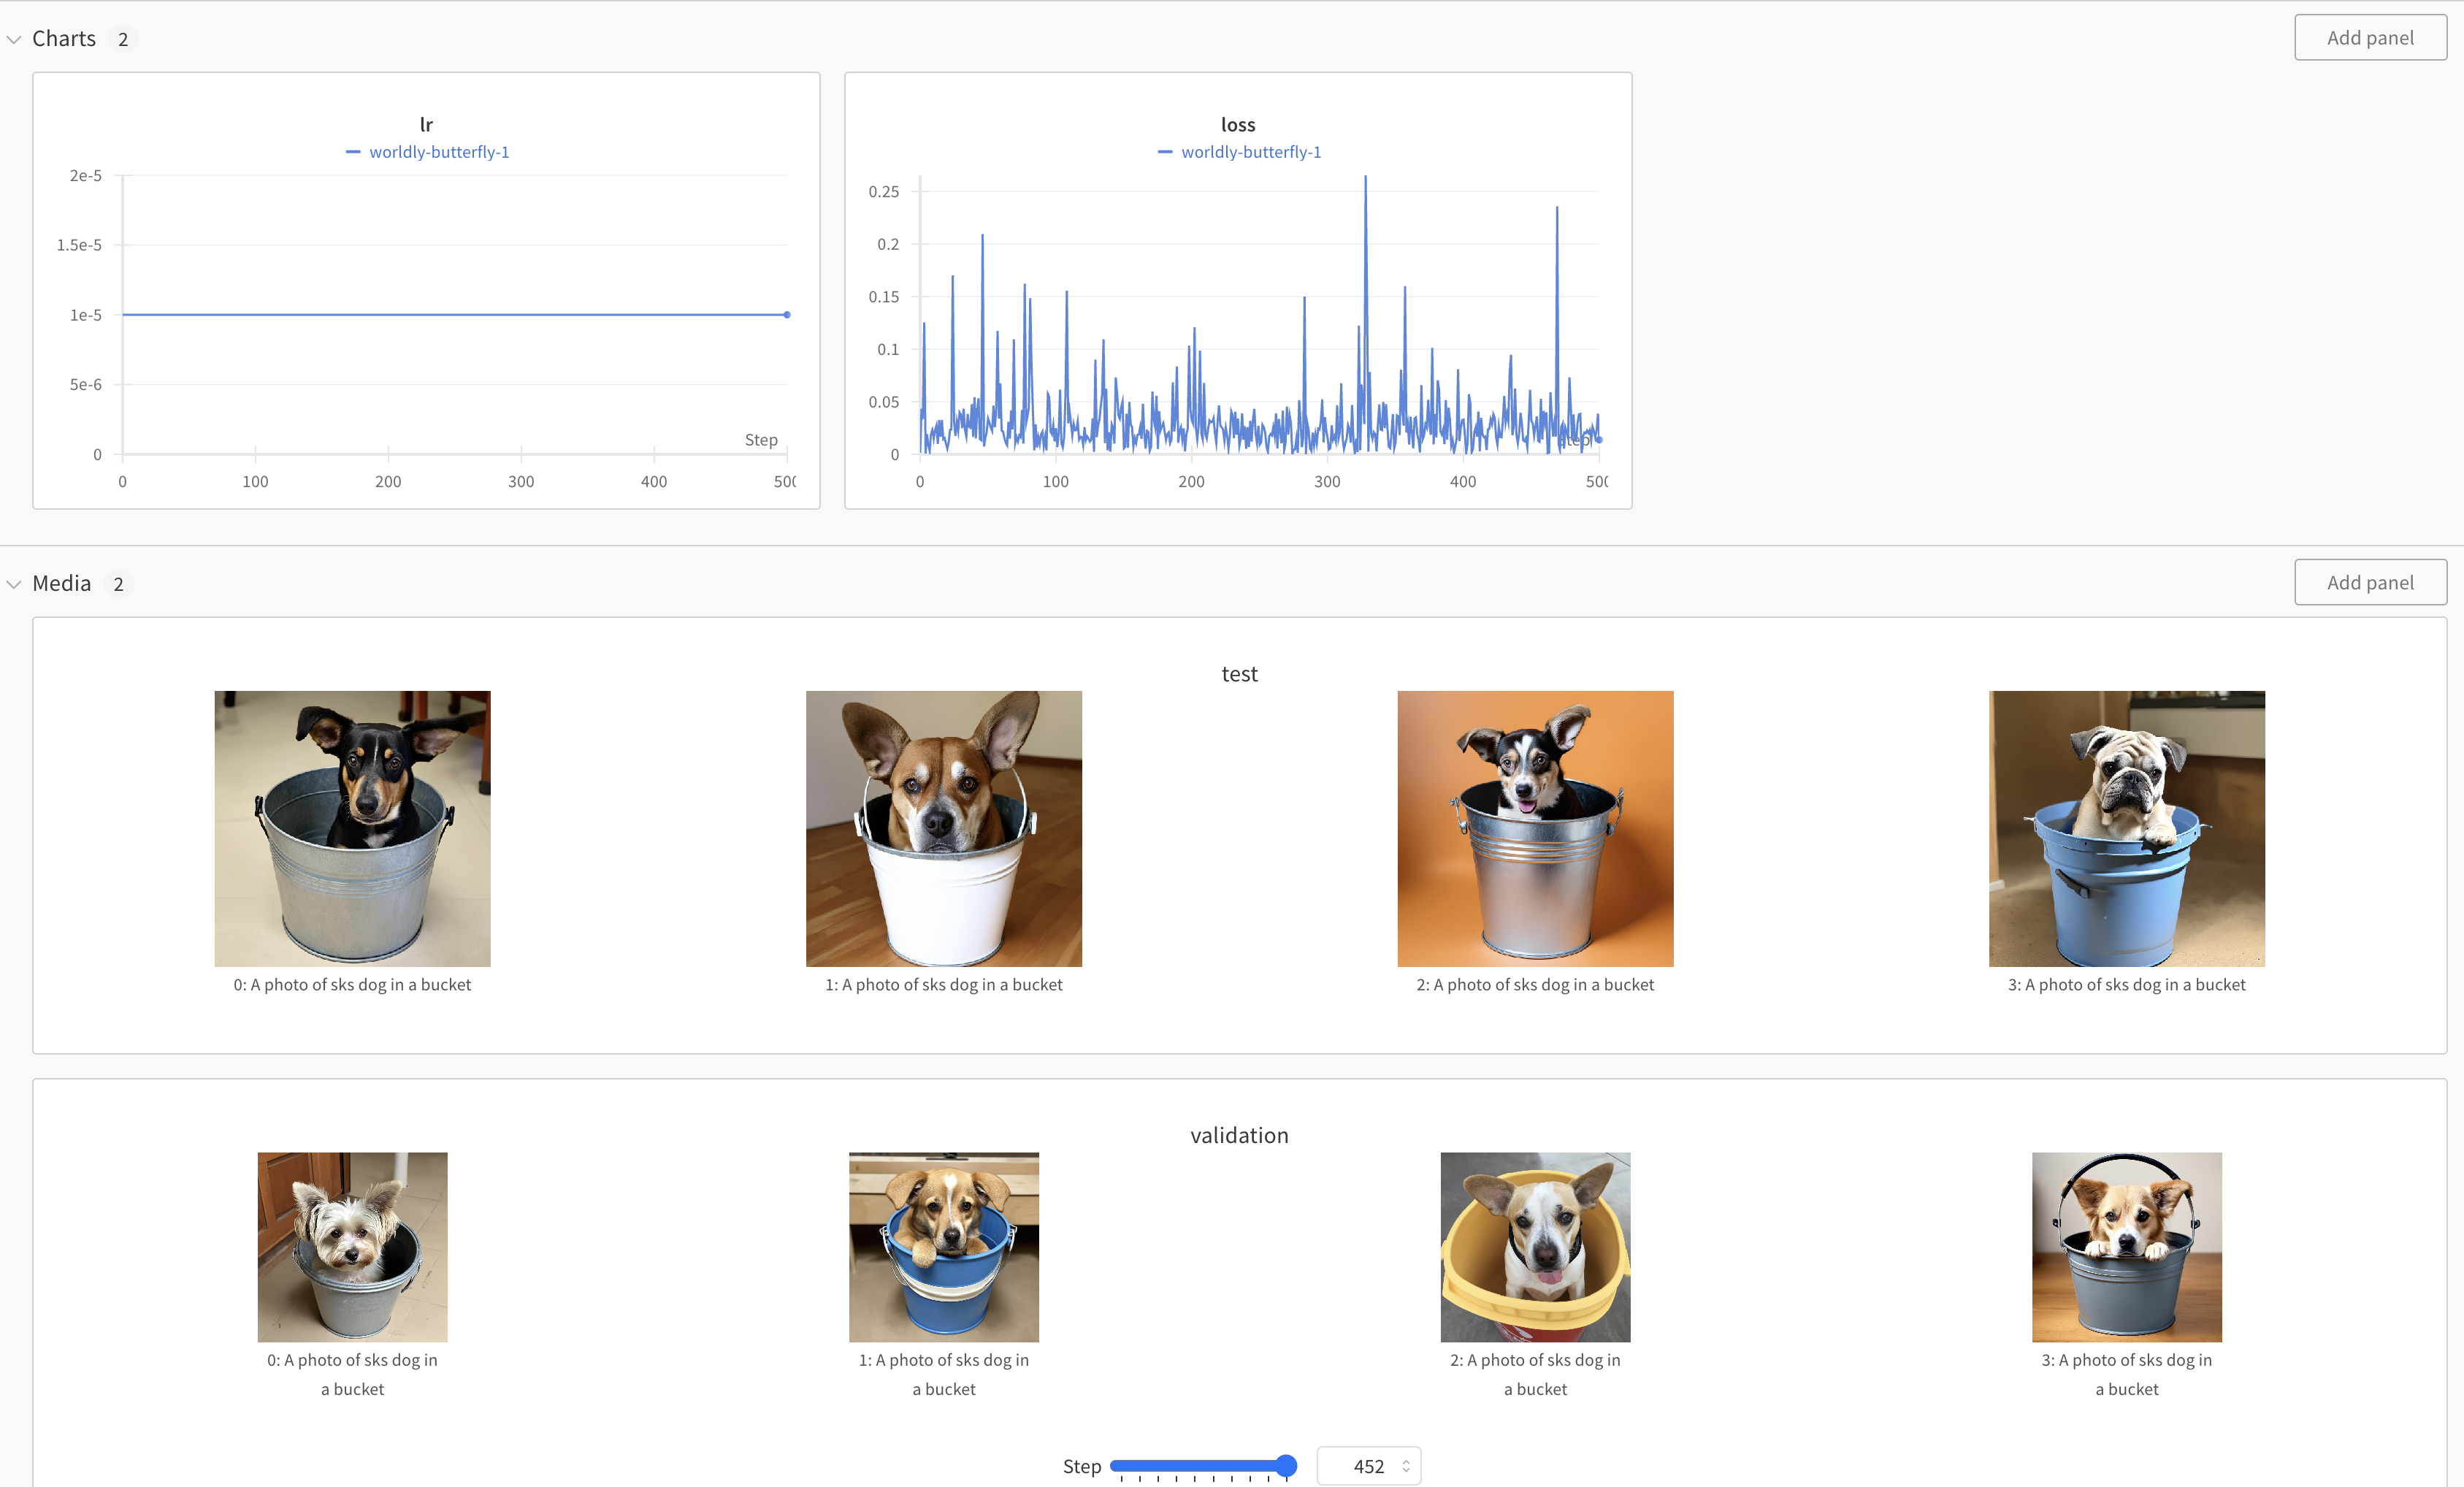 Charts 2
Add panel
lr
worldly-butterfly-1
2e-5
1.5e-5
1e-5
5e-6
0
Step
0 100 200 300 400
loss
worldly-butterfly-1
0.25
0.2
0.15
0.1
0.05
0
Step
0 100 200 300 400
Media 2
Add panel
test
0: A photo of sks dog in a bucket
1: A photo of sks dog in a bucket
2: A photo of sks dog in a bucket
3: A photo of sks dog in a bucket
validation
0: A photo of sks dog in
a bucket
1: A photo of sks dog in
a bucket
2: A photo of sks dog in
a bucket
3: A photo of sks dog in
a bucket
Step 452